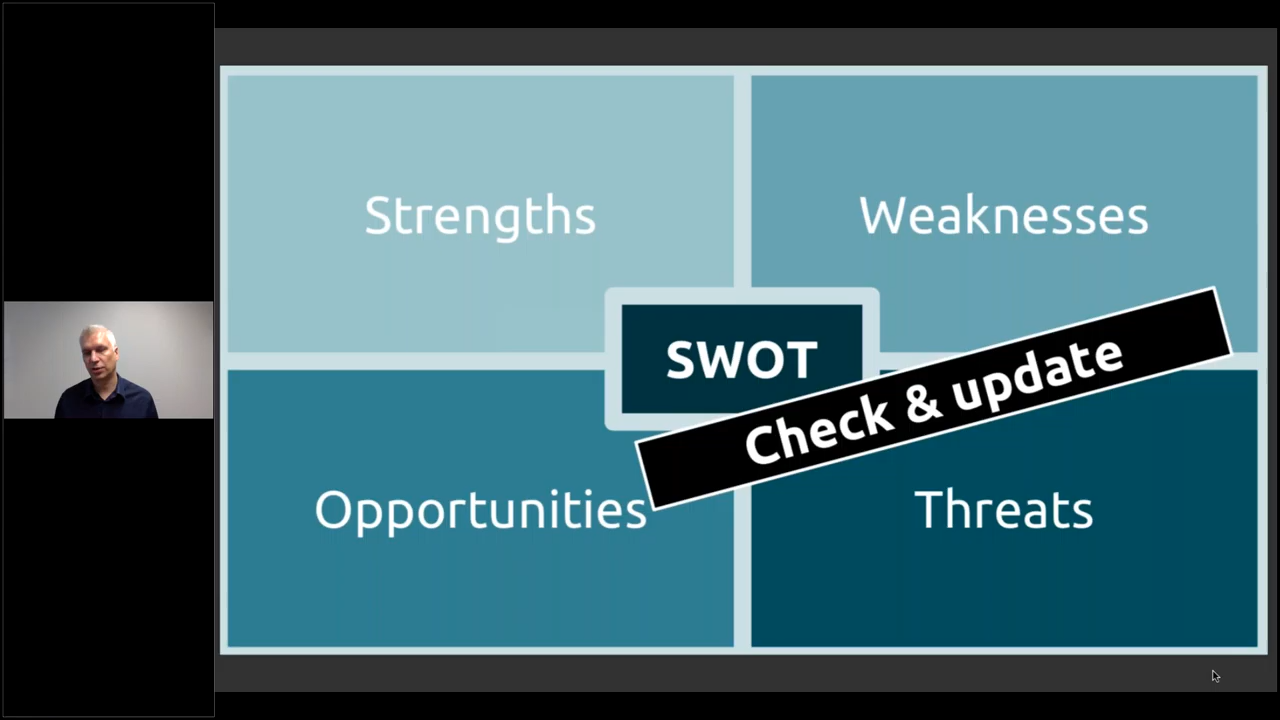 Strengths
Weaknesses
SWOT
Check & update
Opportunities
Threats